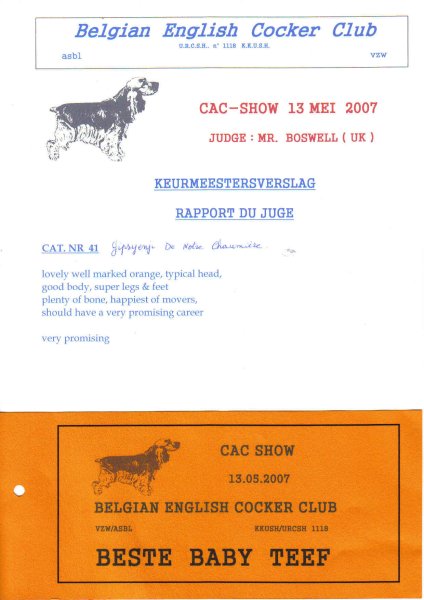 Belgian English Cocker Club
U.R.C.S.H. n° 1118 K.K.U.S.H.
asbl vzw
CAC-SHOW 13 MEI 2007
JUDGE : MR. BOSWELL ( UK )
KEURMEESTERSVERSLAG
RAPPORT DU JUGE
CAT. NR 41 De Notre Chaumière
lovely well marked orange, typical head,
good body, super legs & feet
plenty of bone, happiest of movers,
should have a very promising career
very promising
CAC SHOW
13.05.2007
BELGIAN ENGLISH COCKER CLUB
VZW/ASBL KKUSH/URCSH 1118
BESTE BABY TEEF